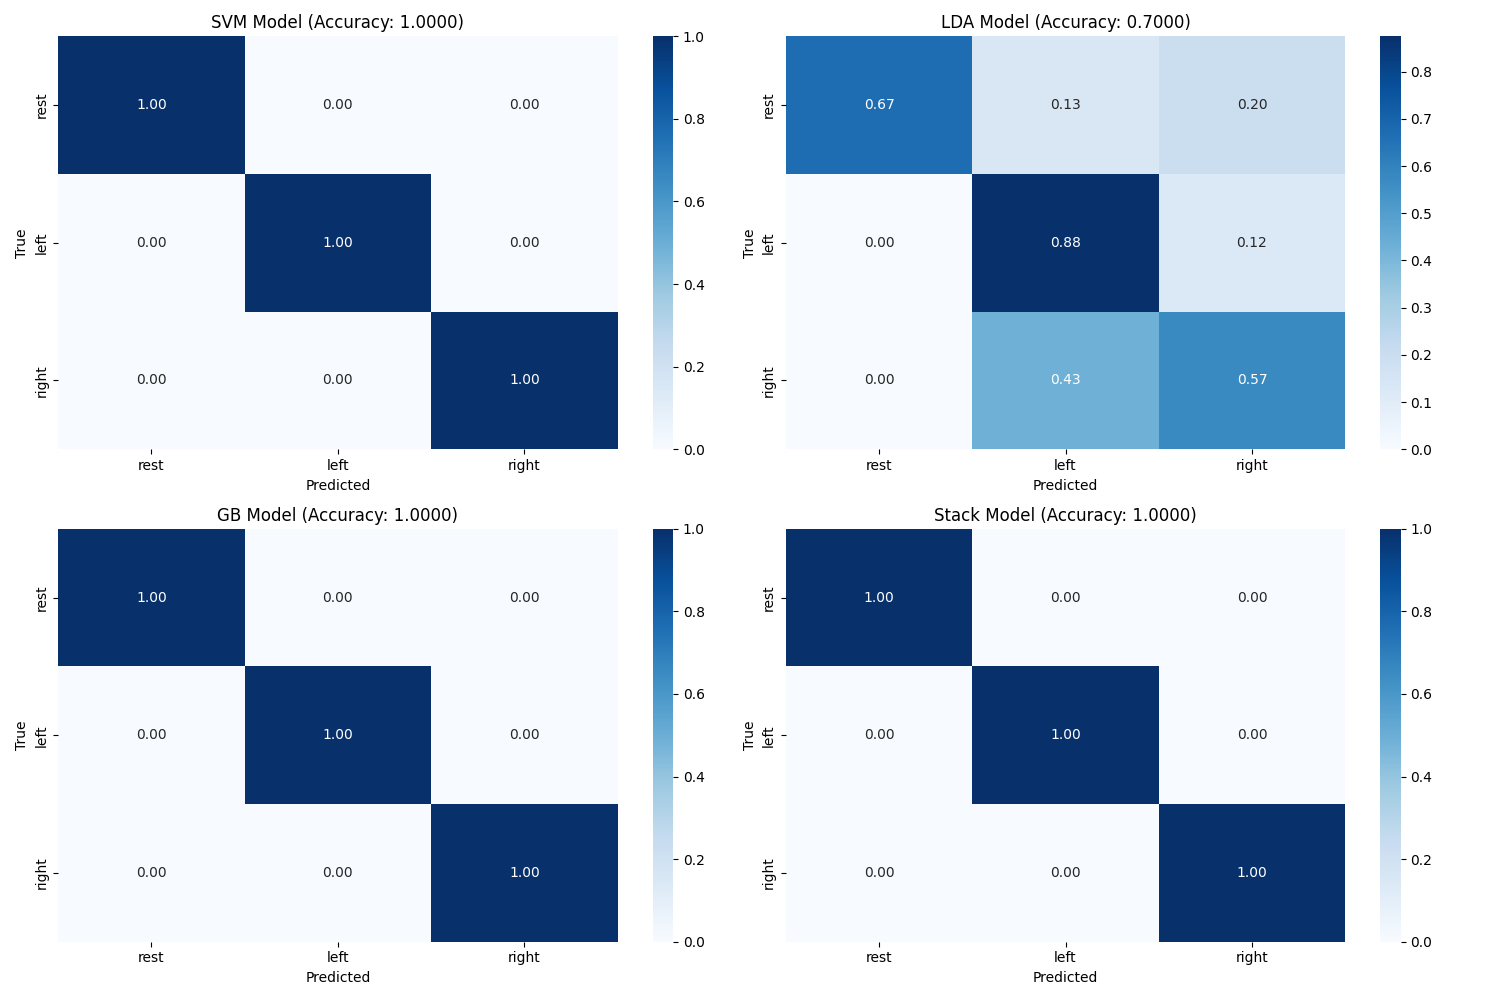 SVM Model (Accuracy: 1.0000)
True
rest
left
right
1.00 0.00 0.00
0.00 1.00 0.00
0.00 0.00 1.00
rest left right
Predicted
1.0
0.8
0.6
0.4
0.2
0.0
LDA Model (Accuracy: 0.7000)
True
rest
left
right
0.67 0.13 0.20
0.00 0.88 0.12
0.00 0.43 0.57
rest left right
Predicted
0.8
0.7
0.6
0.5
0.4
0.3
0.2
0.1
0.0
GB Model (Accuracy: 1.0000)
True
rest
left
right
1.00 0.00 0.00
0.00 1.00 0.00
0.00 0.00 1.00
rest left right
Predicted
1.0
0.8
0.6
0.4
0.2
0.0
Stack Model (Accuracy: 1.0000)
True
rest
left
right
1.00 0.00 0.00
0.00 1.00 0.00
0.00 0.00 1.00
rest left right
Predicted
1.0
0.8
0.6
0.4
0.2
0.0